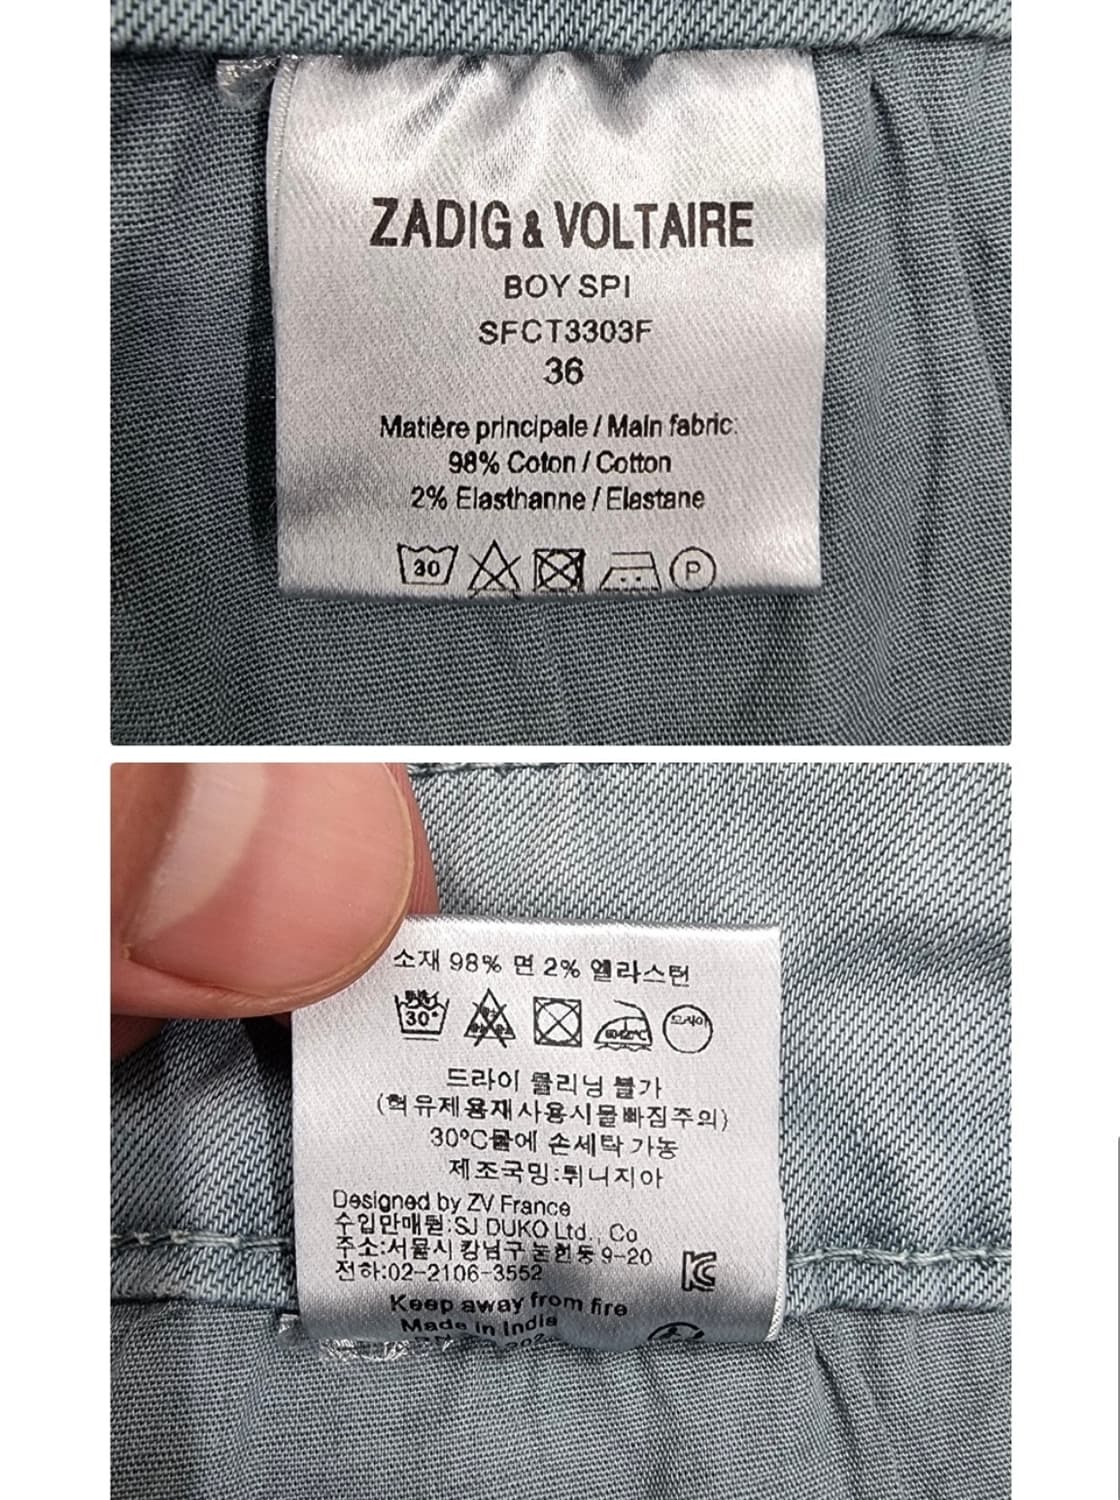 ZADIG & VOLTAIRE
BOY SPI
SFCT3303F
36
Matière principale / Main fabric:
98% Coton / Cotton
2% Elasthanne / Elastane
30
P
소재 98% 면 2% 엘라스턴
30°
드라이
드라이 클리닝 불가
(혁유제용재사용시물빠짐주의)
30°C물에 손세탁 가능
제조국밍:튀니지아
Designed by ZV France
수입만매원:SJ DUKO Ltd., Co
주소:서울시 강남구 논현동 9-20
전하:02-2106-3552
Keep away from fire
Made in India